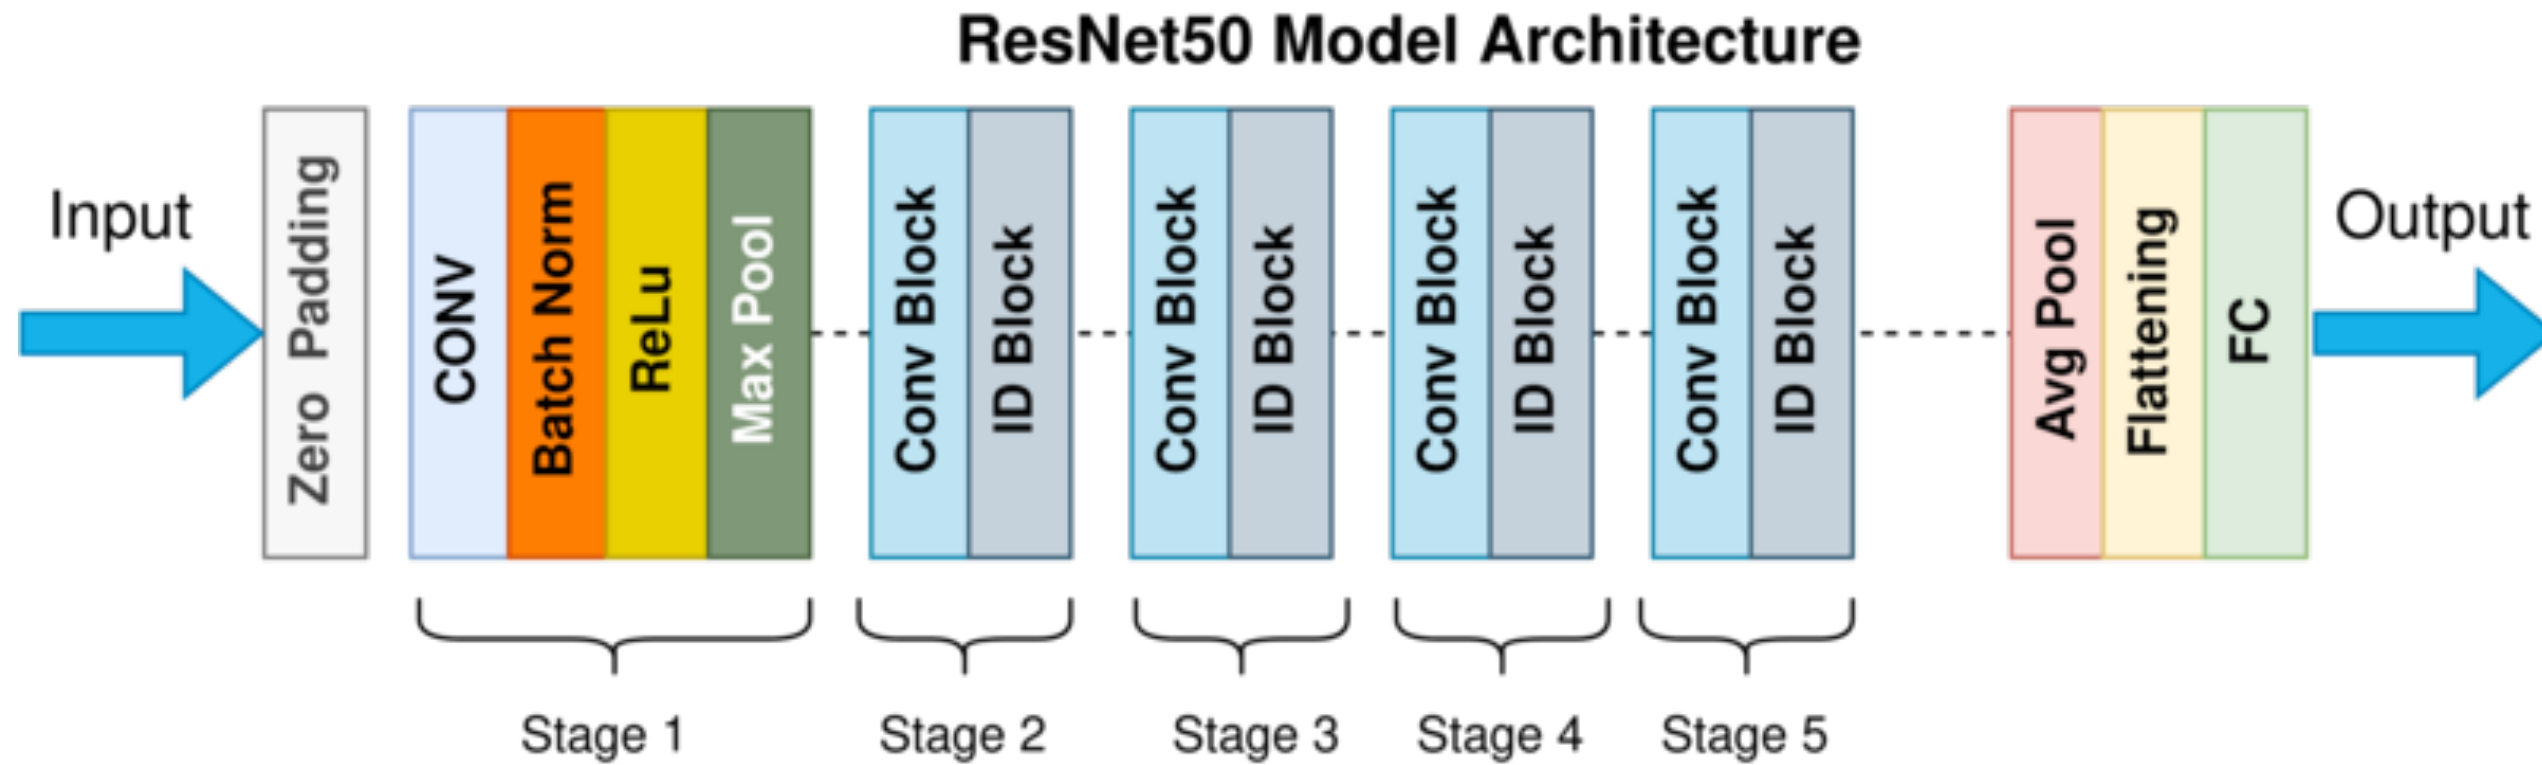 ResNet50 Model Architecture
Input
Zero Padding
CONV
Batch Norm
ReLu
Max Pool
Conv Block
ID Block
Conv Block
ID Block
Conv Block
ID Block
Conv Block
ID Block
Avg Pool
Flattening
FC
Output
Stage 1
Stage 2
Stage 3
Stage 4
Stage 5